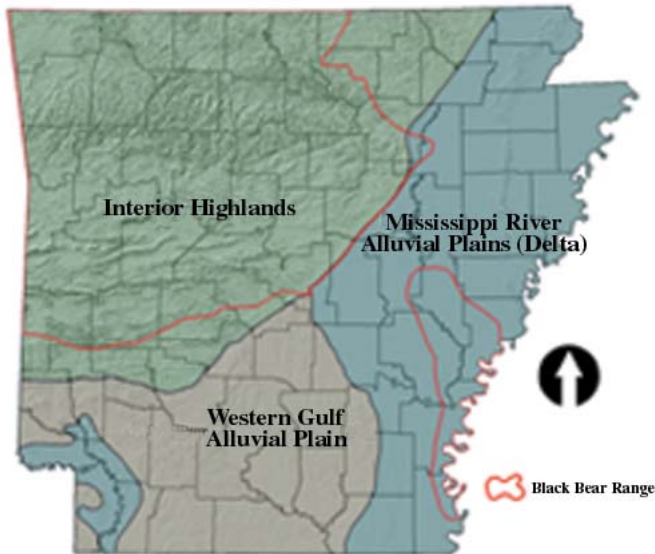 Interior Highlands
Mississippi River
Alluvial Plains (Delta)
Western Gulf
Alluvial Plain
Black Bear Range